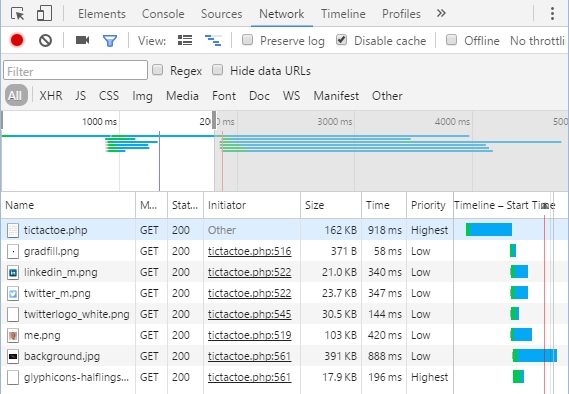 Elements Console Sources Network Timeline Profiles »
View: Preserve log Disable cache Offline No throttli
Filter Regex Hide data URLs
All XHR JS CSS Img Media Font Doc WS Manifest Other
1000 ms 200 3000 ms 4000 ms 500
Name M... Stat... Initiator Size Time Priority Timeline – Start Time
tictactoe.php GET 200 Other 162 KB 918 ms Highest
gradfill.png GET 200 tictactoe.php:516 371 B 58 ms Low
linkedin_m.png GET 200 tictactoe.php:522 21.0 KB 340 ms Low
twitter_m.png GET 200 tictactoe.php:522 23.7 KB 347 ms Low
twitterlogo_white.png GET 200 tictactoe.php:545 30.5 KB 144 ms Low
me.png GET 200 tictactoe.php:519 103 KB 420 ms Low
background.jpg GET 200 tictactoe.php:561 391 KB 888 ms Low
glyphicons-halflings... GET 200 tictactoe.php:561 17.9 KB 196 ms Highest